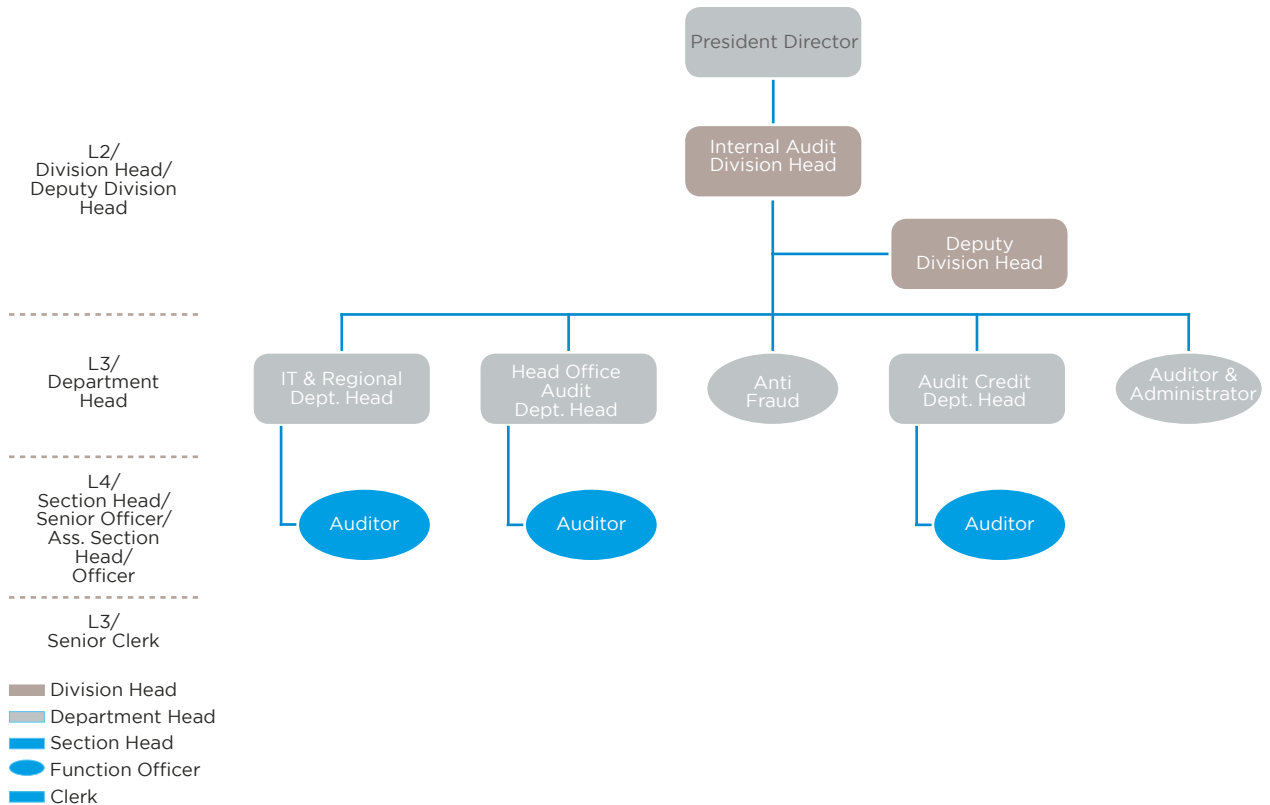 President Director
Internal Audit
Division Head
L2/
Division Head/
Deputy Division
Head
Deputy
Division Head
L3/
Department
Head
IT & Regional
Dept. Head
Head Office
Audit
Dept. Head
Anti
Fraud
Audit Credit
Dept. Head
Auditor &
Administrator
L4/
Section Head/
Senior Officer/
Ass. Section
Head/
Officer
Auditor
Auditor
Auditor
L3/
Senior Clerk
Division Head
Department Head
Section Head
Function Officer
Clerk